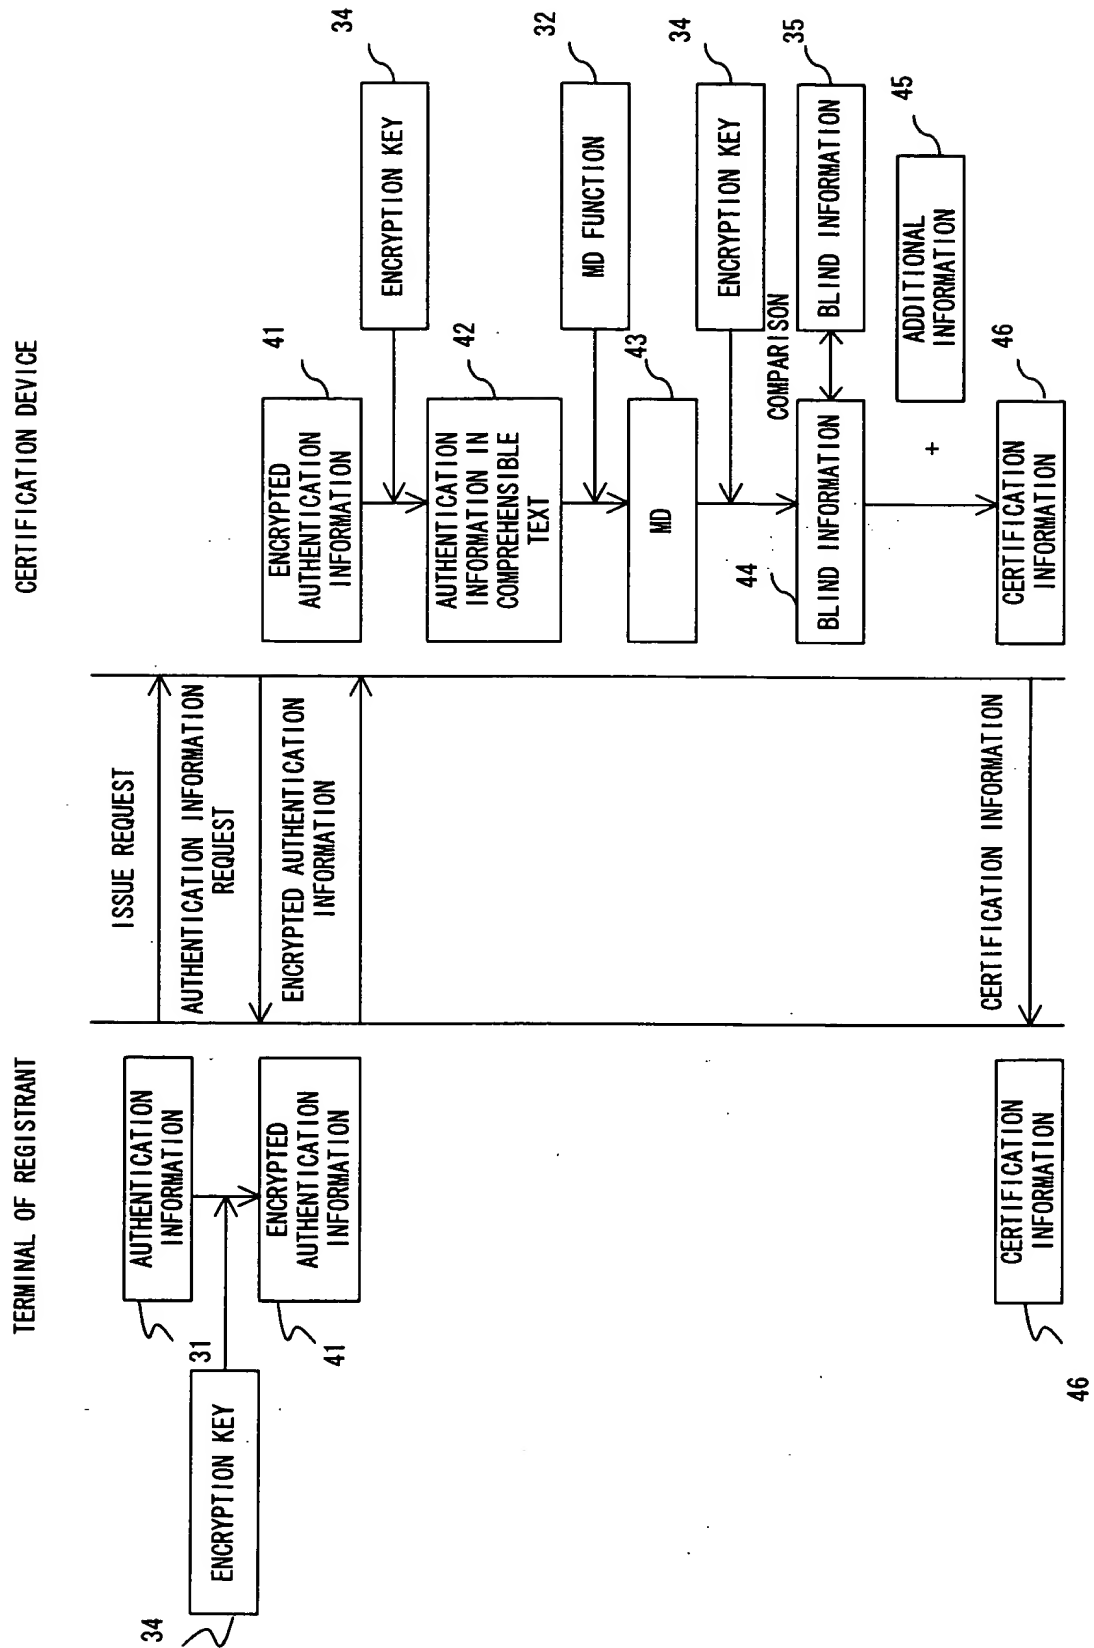 TERMINAL OF REGISTRANT
CERTIFICATION DEVICE
ISSUE REQUEST
AUTHENTICATION
INFORMATION
31
AUTHENTICATION INFORMATION
REQUEST
34
ENCRYPTION KEY
ENCRYPTED
AUTHENTICATION
INFORMATION
41
ENCRYPTED AUTHENTICATION
INFORMATION
ENCRYPTED
AUTHENTICATION
INFORMATION
41
ENCRYPTION KEY
34
AUTHENTICATION
INFORMATION IN
COMPREHENSIBLE
TEXT
42
MD FUNCTION
32
MD
43
ENCRYPTION KEY
34
COMPARISON
44
BLIND INFORMATION
BLIND INFORMATION
35
+
ADDITIONAL
INFORMATION
45
CERTIFICATION INFORMATION
CERTIFICATION
INFORMATION
46
CERTIFICATION
INFORMATION
46